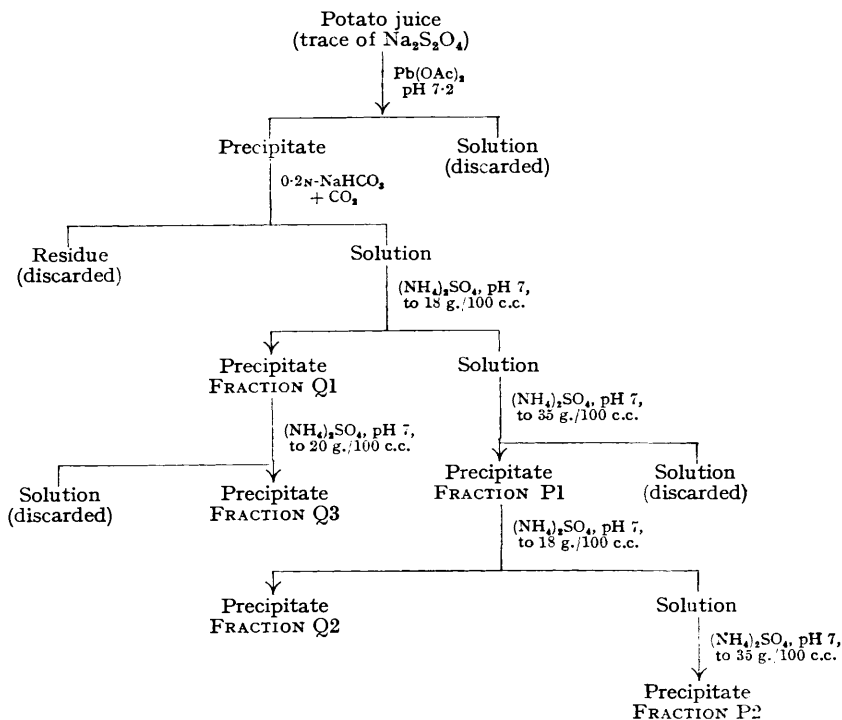 Potato juice
(trace of Na₂S₂O₄)
Pb(OAc)₂
pH 7·2
Precipitate
Solution
(discarded)
0·2N-NaHCO₃
+ CO₂
Residue
(discarded)
Solution
(NH₄)₂SO₄, pH 7,
to 18 g./100 c.c.
Precipitate
FRACTION Q1
Solution
(NH₄)₂SO₄, pH 7,
to 35 g./100 c.c.
(NH₄)₂SO₄, pH 7,
to 20 g./100 c.c.
Solution
(discarded)
Precipitate
FRACTION Q3
Precipitate
FRACTION P1
Solution
(discarded)
(NH₄)₂SO₄, pH 7,
to 18 g./100 c.c.
Precipitate
FRACTION Q2
Solution
(NH₄)₂SO₄, pH 7,
to 35 g./100 c.c.
Precipitate
FRACTION P2